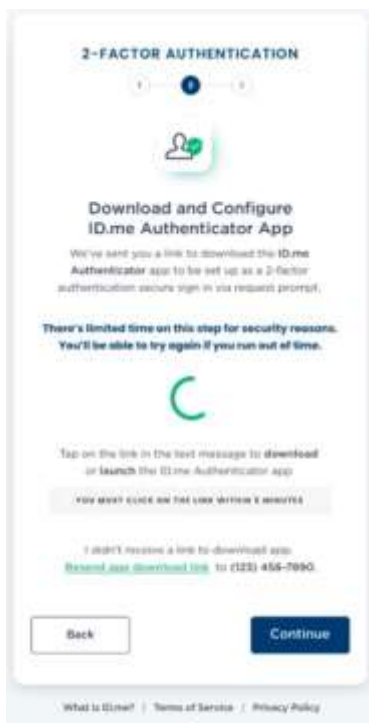 2-FACTOR AUTHENTICATION
1 2 3
Download and Configure
ID.me Authenticator App
We've sent you a link to download the ID.me
Authenticator app to be set up as a 2-factor
authentication secure sign in via request prompt.
There's limited time on this step for security reasons.
You'll be able to try again if you run out of time.
Tap on the link in the text message to download
or launch the ID.me Authenticator app
YOU MUST CLICK ON THE LINK WITHIN 5 MINUTES
I didn't receive a link to download app.
Resend app download link to (123) 456-7890
Back
Continue
What is ID.me? | Terms of Service | Privacy Policy